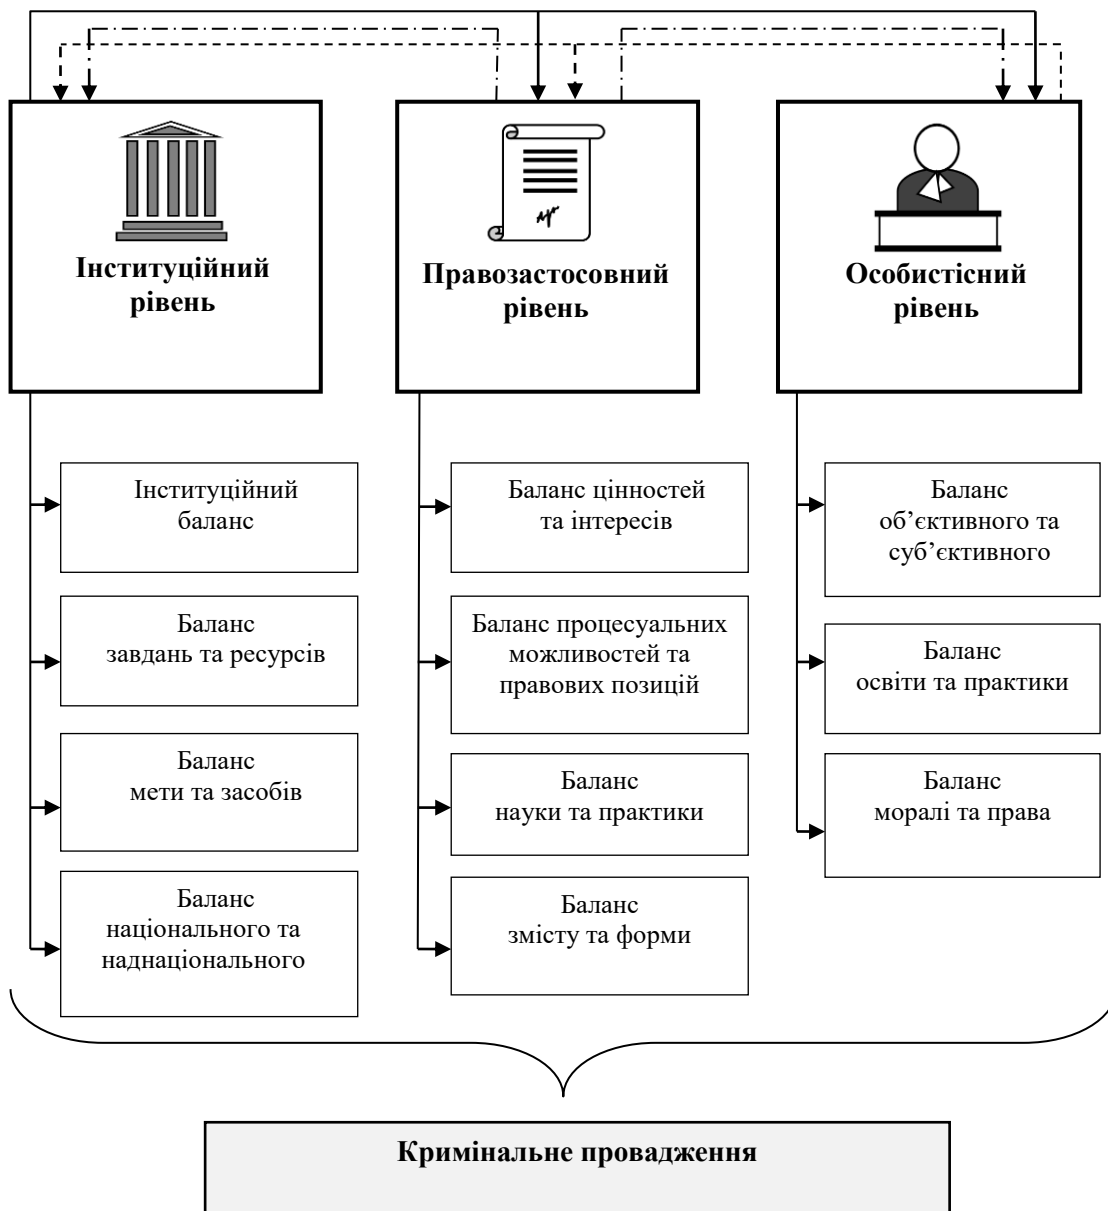 Інституційний
рівень
Правозастосовний
рівень
Особистісний
рівень
Інституційний
баланс
Баланс
завдань та ресурсів
Баланс
мети та засобів
Баланс
національного та
наднаціонального
Баланс цінностей
та інтересів
Баланс процесуальних
можливостей та
правових позицій
Баланс
науки та практики
Баланс
змісту та форми
Баланс
об’єктивного та
суб’єктивного
Баланс
освіти та практики
Баланс
моралі та права
Кримінальне провадження